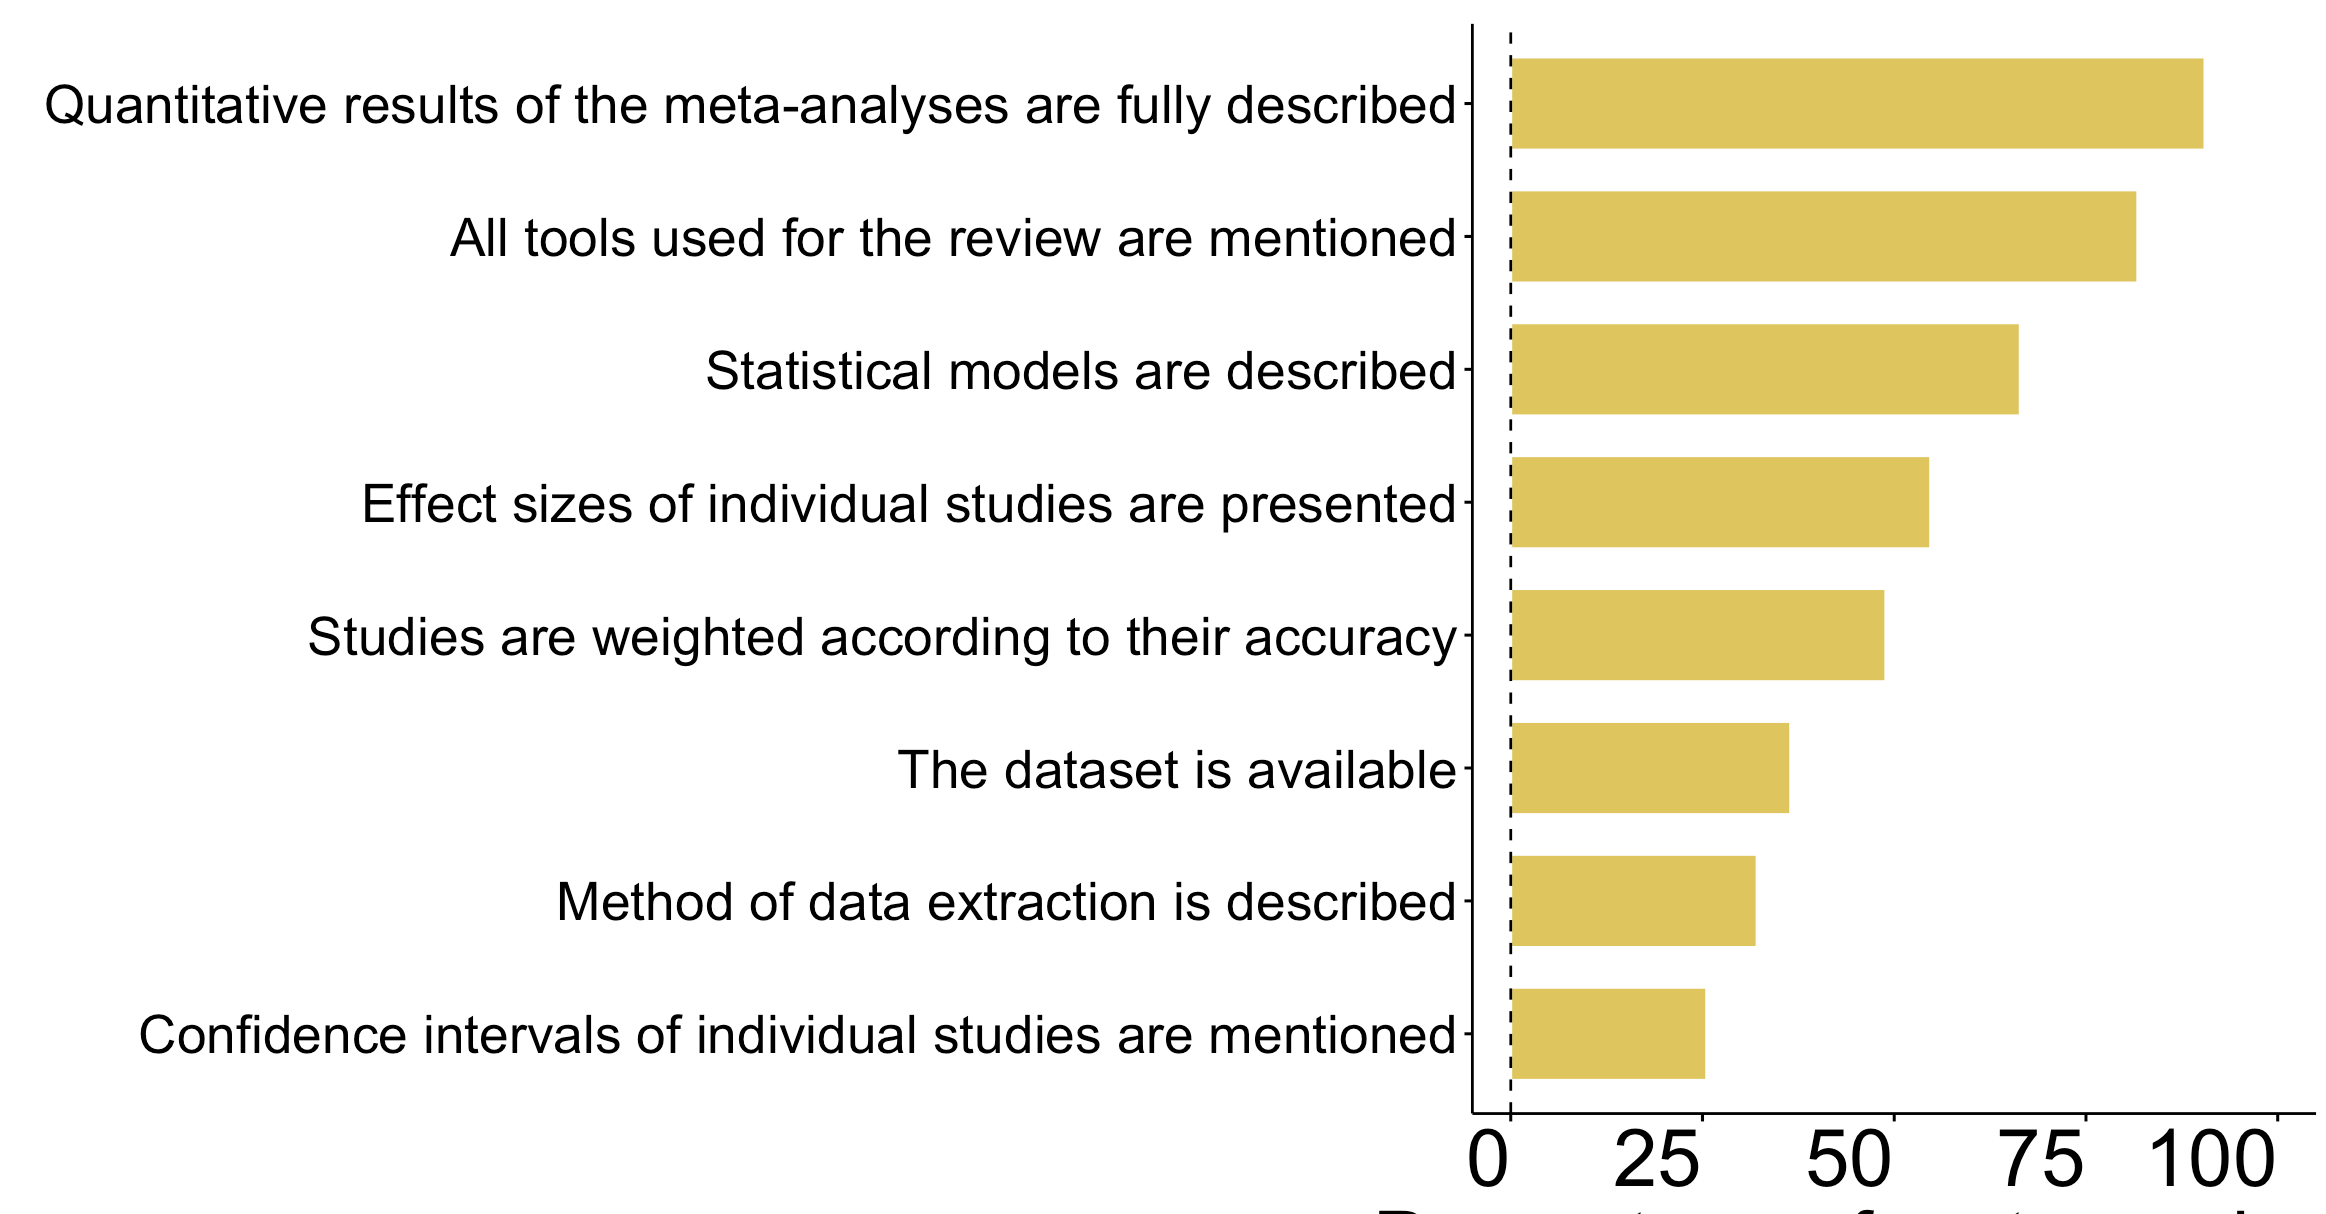 Quantitative results of the meta-analyses are fully described
All tools used for the review are mentioned
Statistical models are described
Effect sizes of individual studies are presented
Studies are weighted according to their accuracy
The dataset is available
Method of data extraction is described
Confidence intervals of individual studies are mentioned
0 25 50 75 100